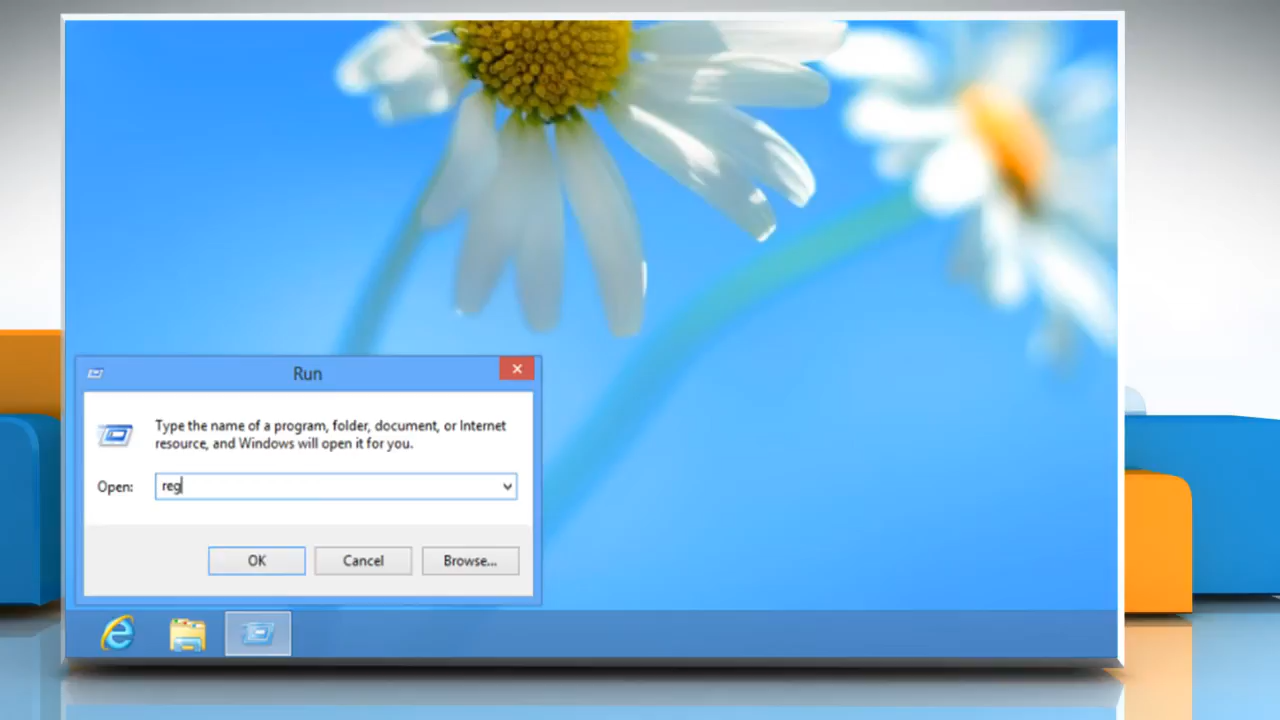 Run
Type the name of a program, folder, document, or Internet
resource, and Windows will open it for you.
Open: reg
OK Cancel Browse...